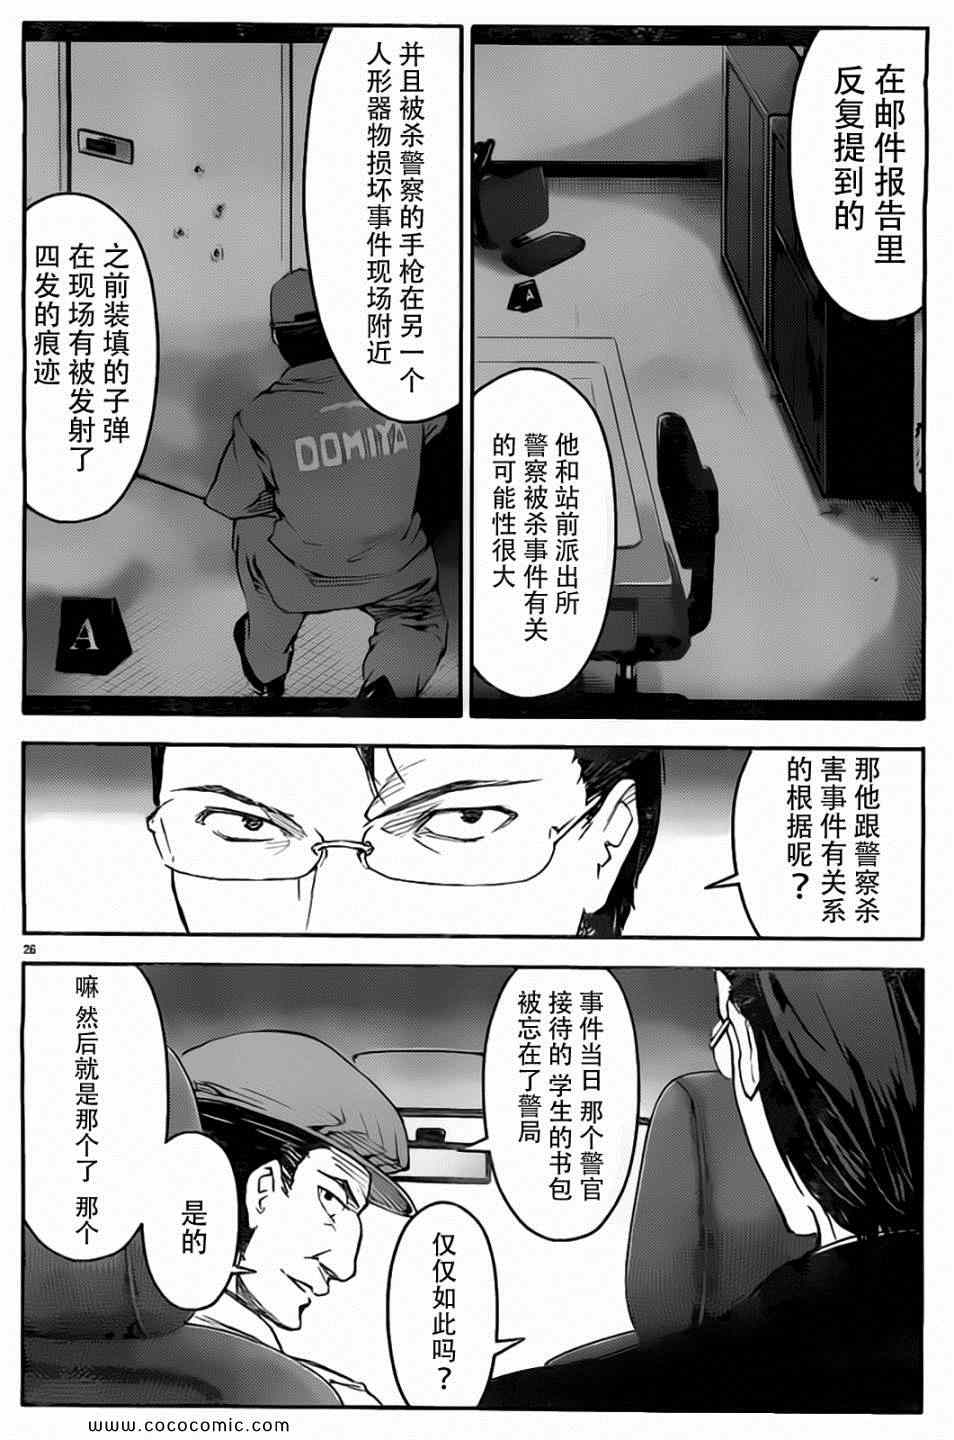 在邮件报告里
反复提到的
他和站前派出所
警察被杀事件有关
的可能性很大
并且被杀警察的手枪在另一个
人形器物损坏事件现场附近
之前装填的子弹
在现场有被发射了
四发的痕迹
A
DOMIYA
A
那他跟警察杀
害事件有关系
的根据呢？
26
事件当日 那个警官
接待的 学生的书包
被忘在了警局
仅仅如此吗？
是的
嘛 然后就是那个了 那个
www.cococomic.com